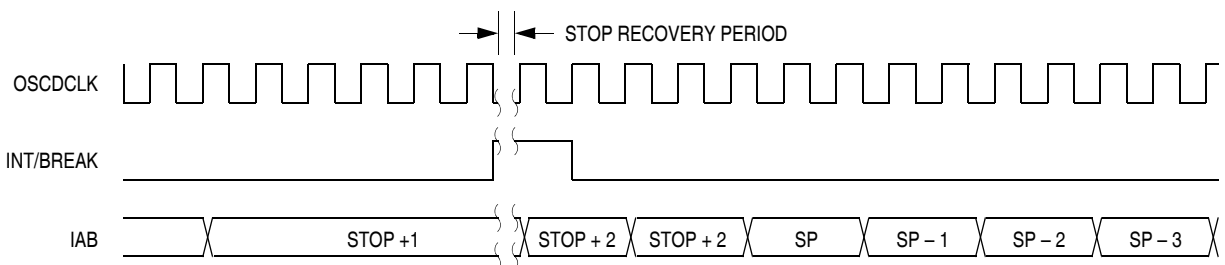 STOP RECOVERY PERIOD
OSCDCLK
INT/BREAK
IAB
STOP +1
STOP + 2
STOP + 2
SP
SP – 1
SP – 2
SP – 3